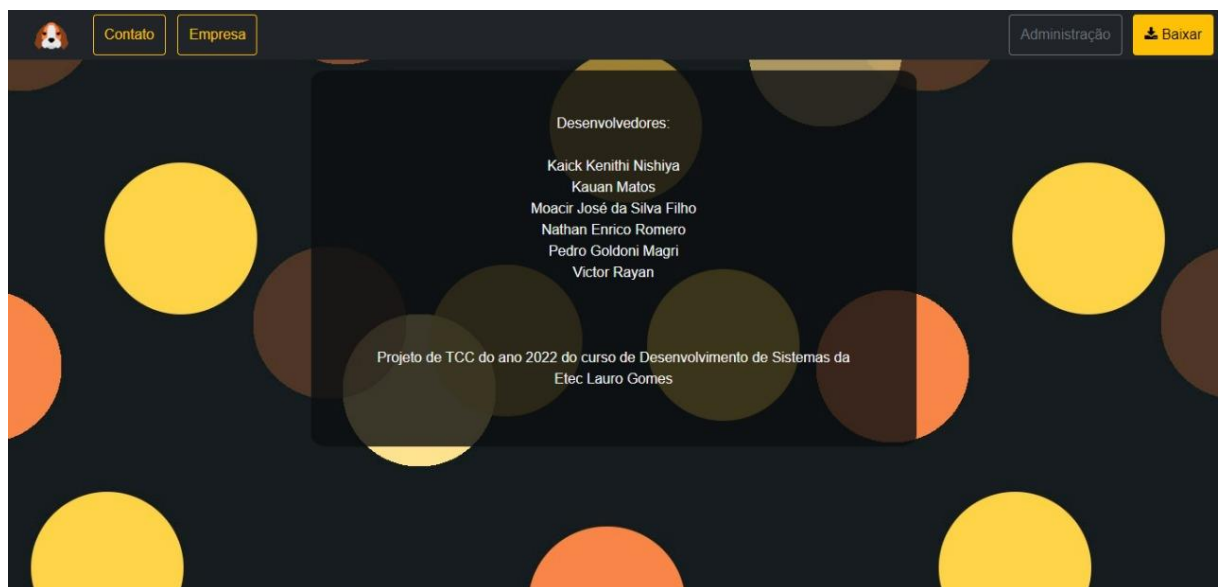 Contato
Empresa
Administração
Baixar
Desenvolvedores:
Kaick Kenithi Nishiya
Kauan Matos
Moacir José da Silva Filho
Nathan Enrico Romero
Pedro Goldoni Magri
Victor Rayan
Projeto de TCC do ano 2022 do curso de Desenvolvimento de Sistemas da
Etec Lauro Gomes